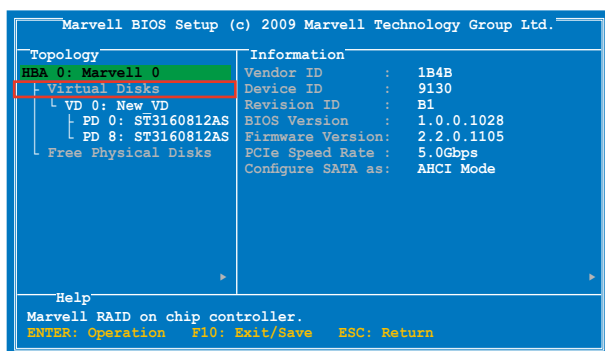 Marvell BIOS Setup (c) 2009 Marvell Technology Group Ltd.
Topology
HBA 0: Marvell 0
Virtual Disks
VD 0: New_VD
PD 0: ST3160812AS
PD 8: ST3160812AS
Free Physical Disks
Information
Vendor ID : 1B4B
Device ID : 9130
Revision ID : B1
BIOS Version : 1.0.0.1028
Firmware Version: 2.2.0.1105
PCIe Speed Rate : 5.0Gbps
Configure SATA as: AHCI Mode
Help
Marvell RAID on chip controller.
ENTER: Operation F10: Exit/Save ESC: Return